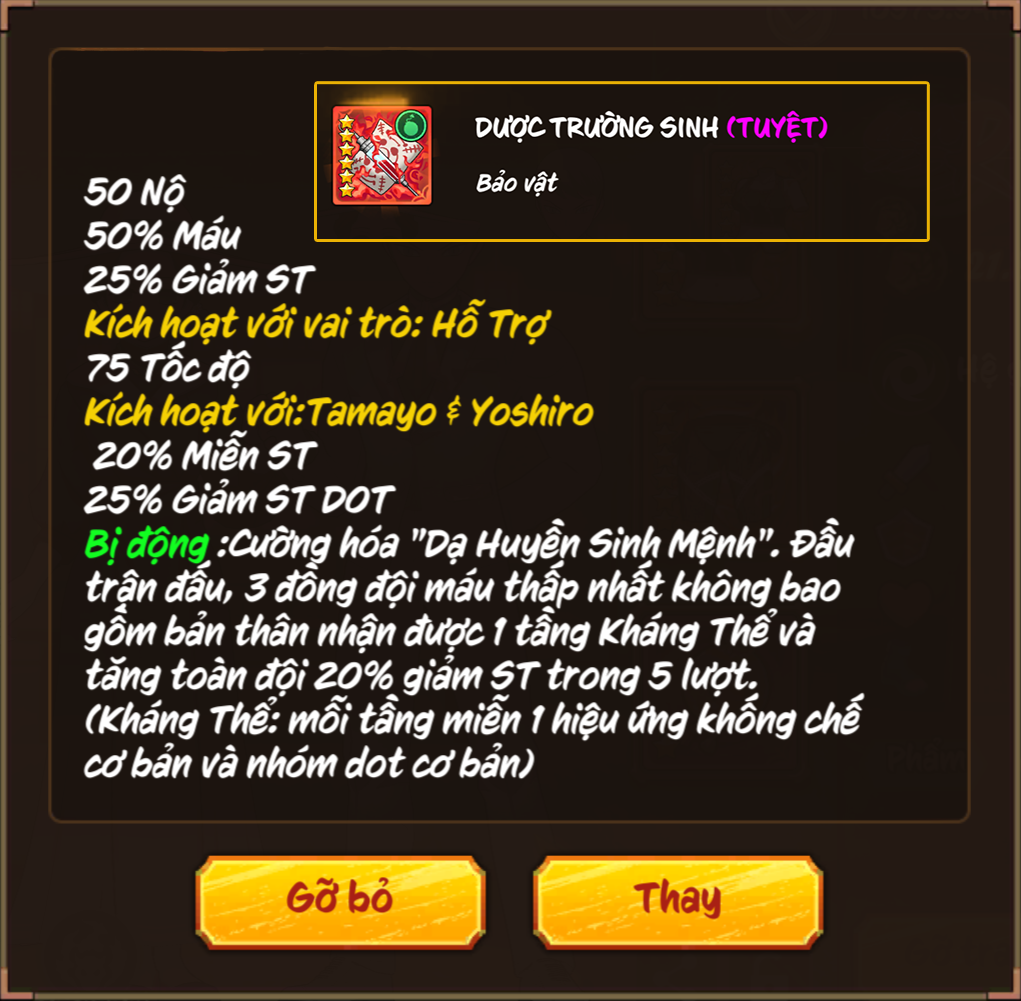 DƯỢC TRƯỜNG SINH (TUYỆT)
Bảo vật
50 Nộ
50% Máu
25% Giảm ST
Kích hoạt với vai trò: Hỗ Trợ
75 Tốc độ
Kích hoạt với:Tamayo & Yoshiro
20% Miễn ST
25% Giảm ST DOT
Bị động :Cường hóa "Dạ Huyền Sinh Mệnh". Đầu
trận đấu, 3 đồng đội máu thấp nhất không bao
gồm bản thân nhận được 1 tầng Kháng Thể và
tăng toàn đội 20% giảm ST trong 5 lượt.
(Kháng Thể: mỗi tầng miễn 1 hiệu ứng khống chế
cơ bản và nhóm dot cơ bản)
Gỡ bỏ
Thay